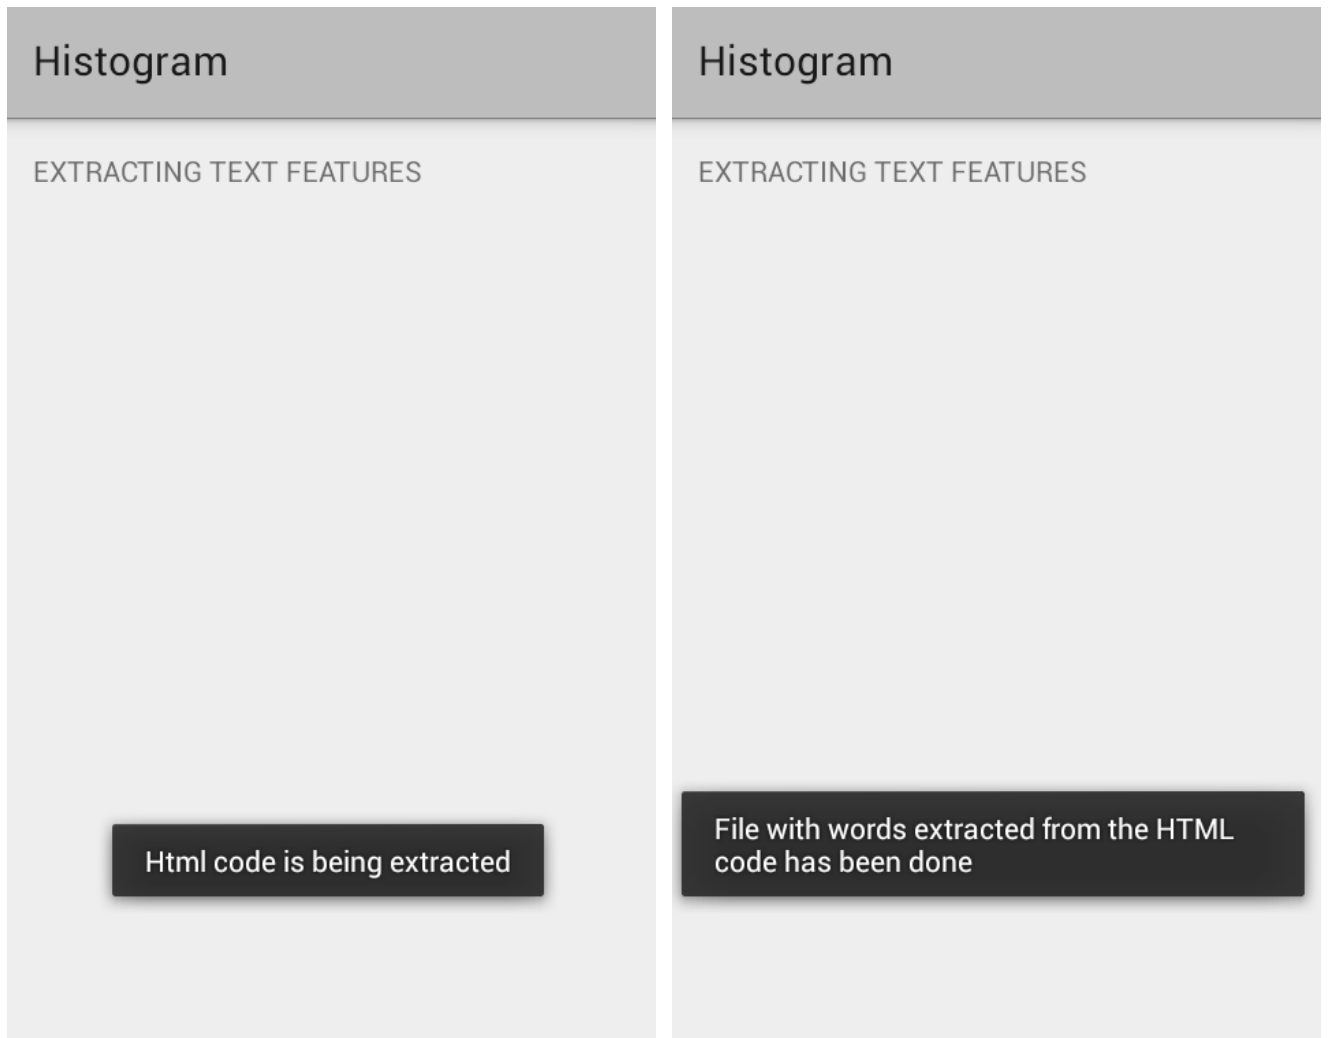 Histogram
EXTRACTING TEXT FEATURES
Html code is being extracted
Histogram
EXTRACTING TEXT FEATURES
File with words extracted from the HTML
code has been done